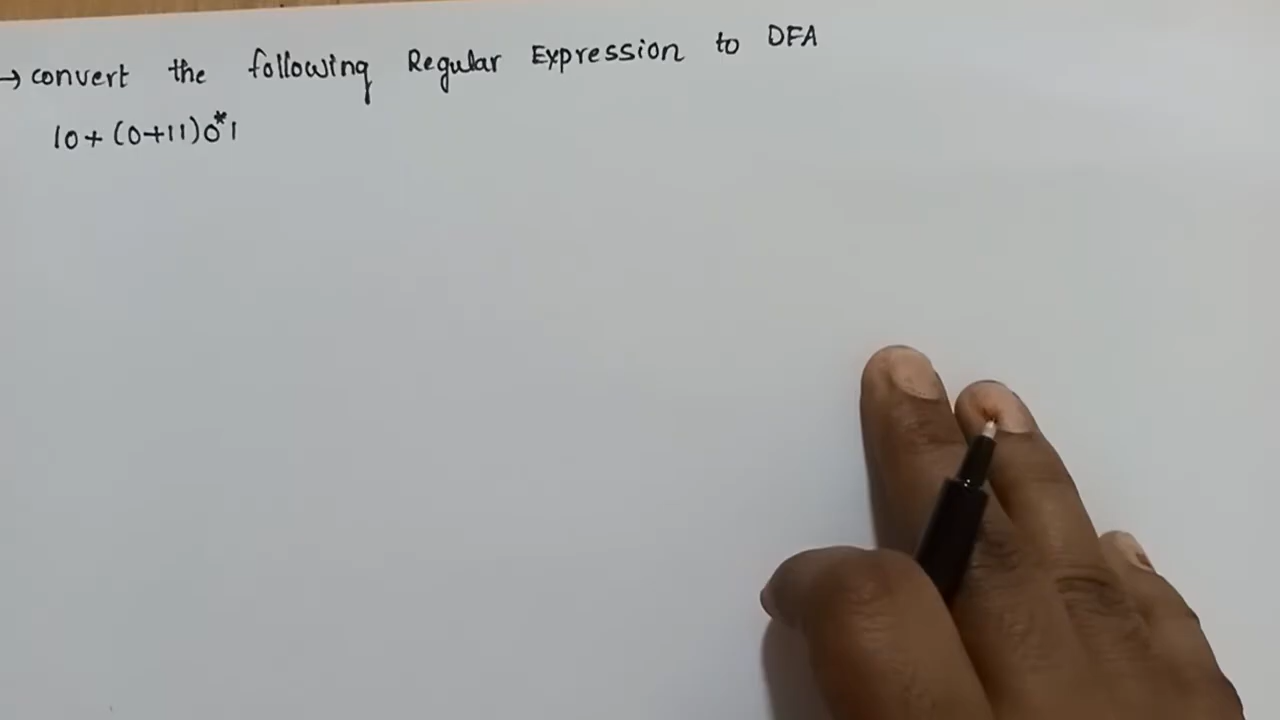 → convert the following Regular Expression to DFA
10+(0+11)0*1